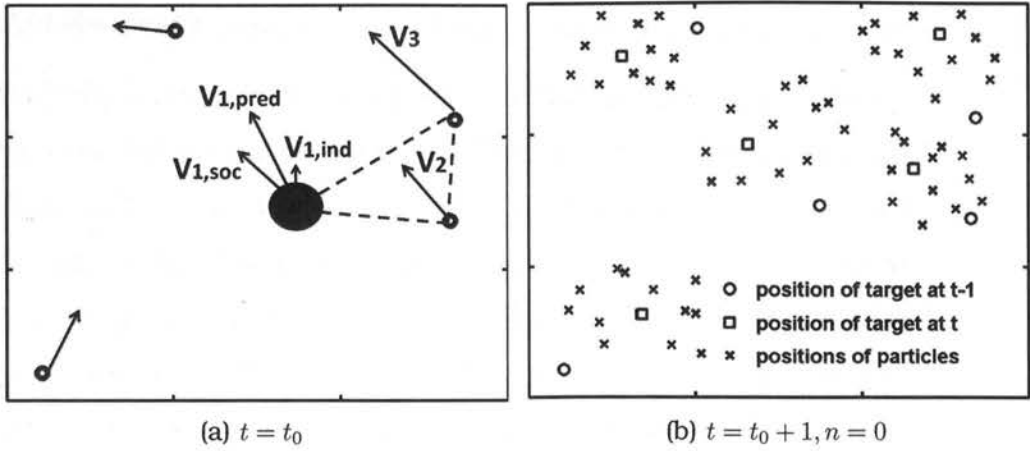 V3
V1,pred
V1,ind
V1,soc
V2
position of target at t-1
position of target at t
positions of particles
(a) t = t0
(b) t = t0 + 1, n = 0